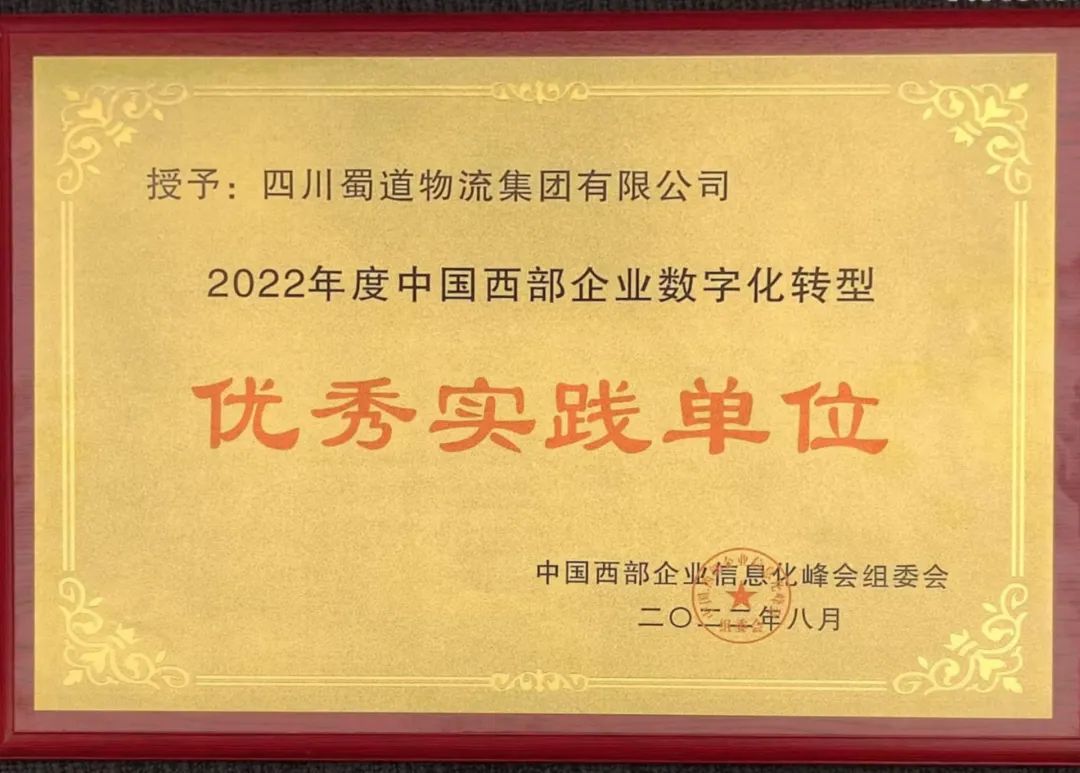 授予：四川蜀道物流集团有限公司
2022年度中国西部企业数字化转型
优秀实践单位
中国西部企业信息化峰会组委会
二〇二二年八月
组委会